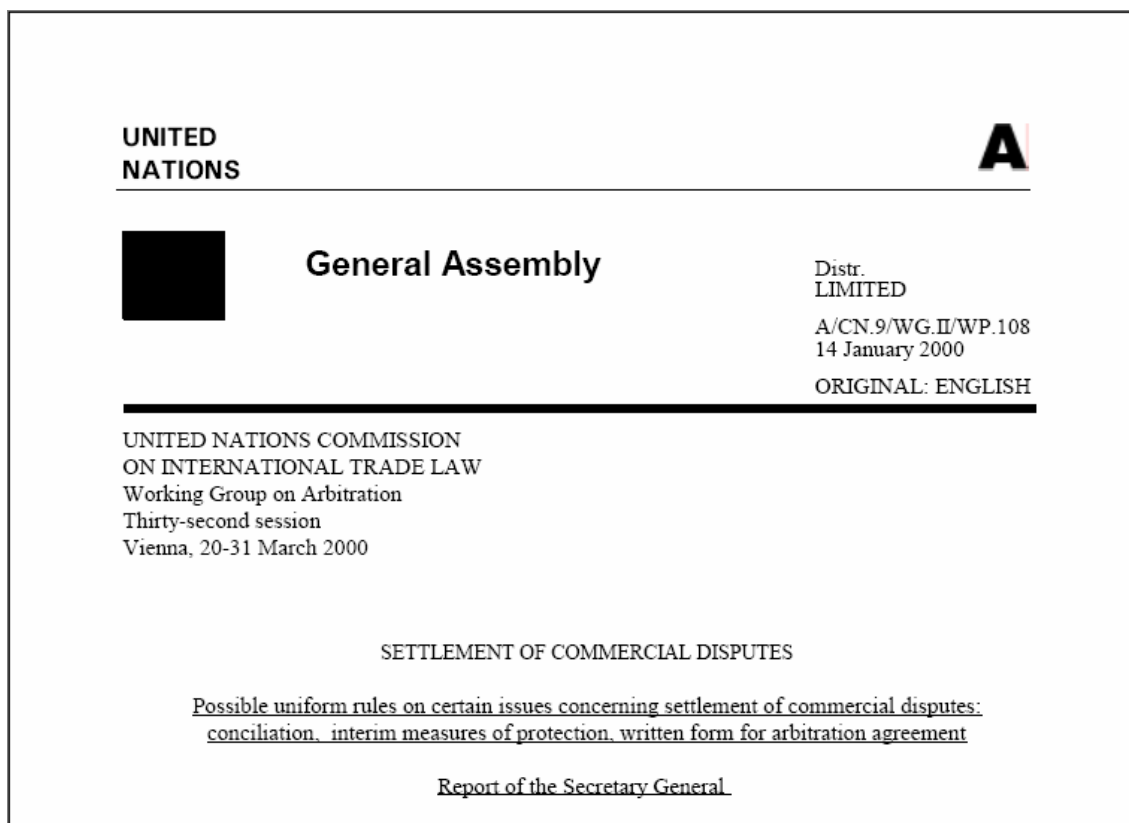 UNITED
NATIONS
A
General Assembly
Distr.
LIMITED
A/CN.9/WG.II/WP.108
14 January 2000
ORIGINAL: ENGLISH
UNITED NATIONS COMMISSION
ON INTERNATIONAL TRADE LAW
Working Group on Arbitration
Thirty-second session
Vienna, 20-31 March 2000
SETTLEMENT OF COMMERCIAL DISPUTES
Possible uniform rules on certain issues concerning settlement of commercial disputes:
conciliation, interim measures of protection, written form for arbitration agreement
Report of the Secretary General